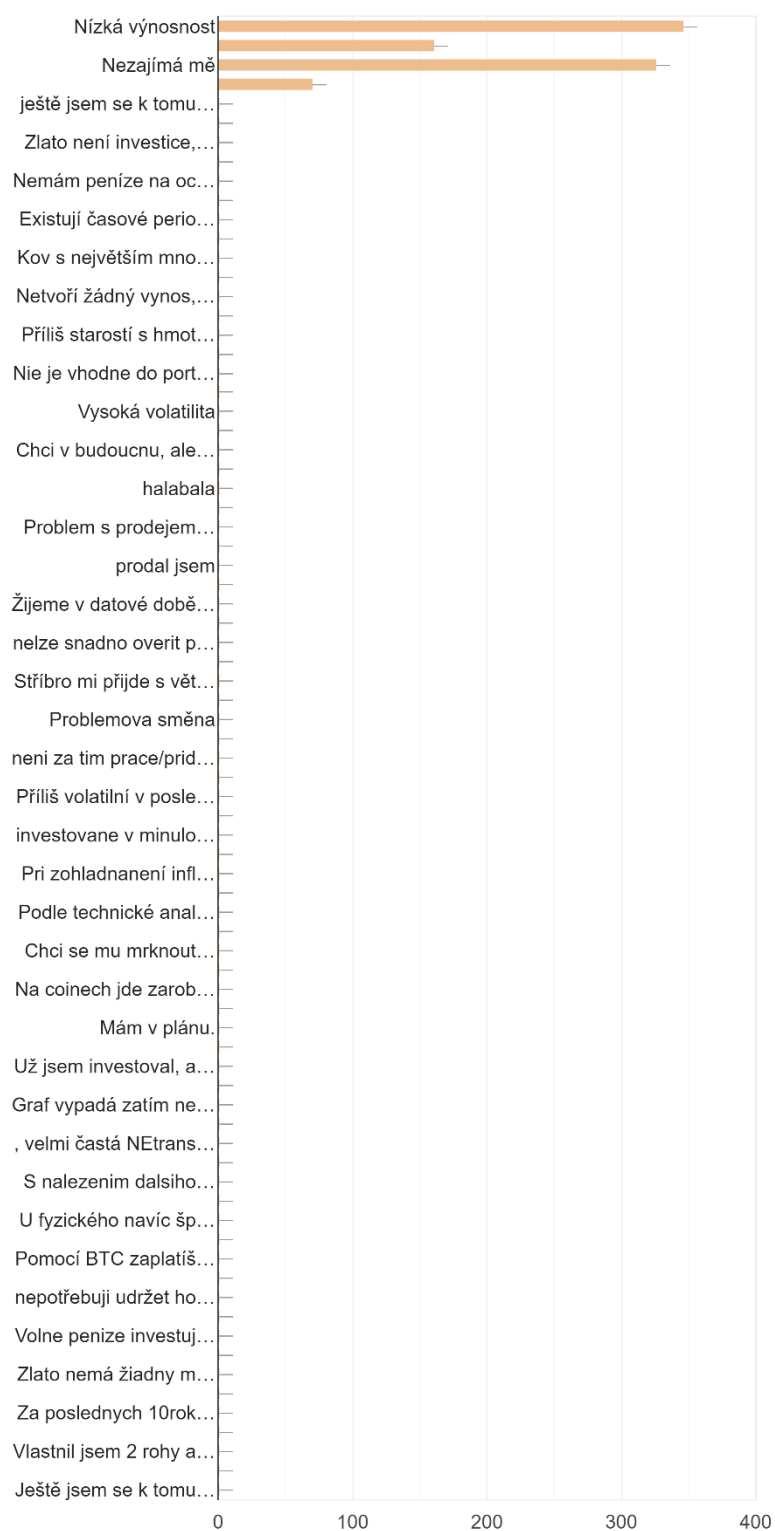 Nízká výnosnost
Nezajímá mě
ještě jsem se k tomu…
Zlato není investice,…
Nemám peníze na oc…
Existují časové perio…
Kov s největším mno…
Netvoří žádný vynos,…
Příliš starostí s hmot…
Nie je vhodne do port…
Vysoká volatilita
Chci v budoucnu, ale…
halabala
Problem s prodejem…
prodal jsem
Žijeme v datové době…
nelze snadno overit p…
Stříbro mi přijde s vět…
Problemova směna
neni za tim prace/prid…
Příliš volatilní v posle…
investovane v minulo…
Pri zohladnanení infl…
Podle technické anal…
Chci se mu mrknout…
Na coinech jde zarob…
Mám v plánu.
Už jsem investoval, a…
Graf vypadá zatím ne…
, velmi častá NEtrans…
S nalezenim dalsiho…
U fyzického navíc šp…
Pomocí BTC zaplatíš…
nepotřebuji udržet ho…
Volne penize investuj…
Zlato nemá žiadny m…
Za poslednych 10rok…
Vlastnil jsem 2 rohy a…
Ještě jsem se k tomu…
0 100 200 300 400